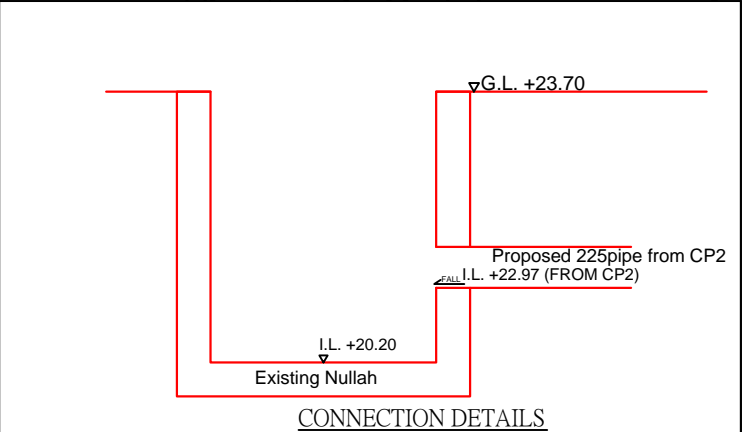 G.L. +23.70
Proposed 225pipe from CP2
FALL I.L. +22.97 (FROM CP2)
I.L. +20.20
Existing Nullah
CONNECTION DETAILS